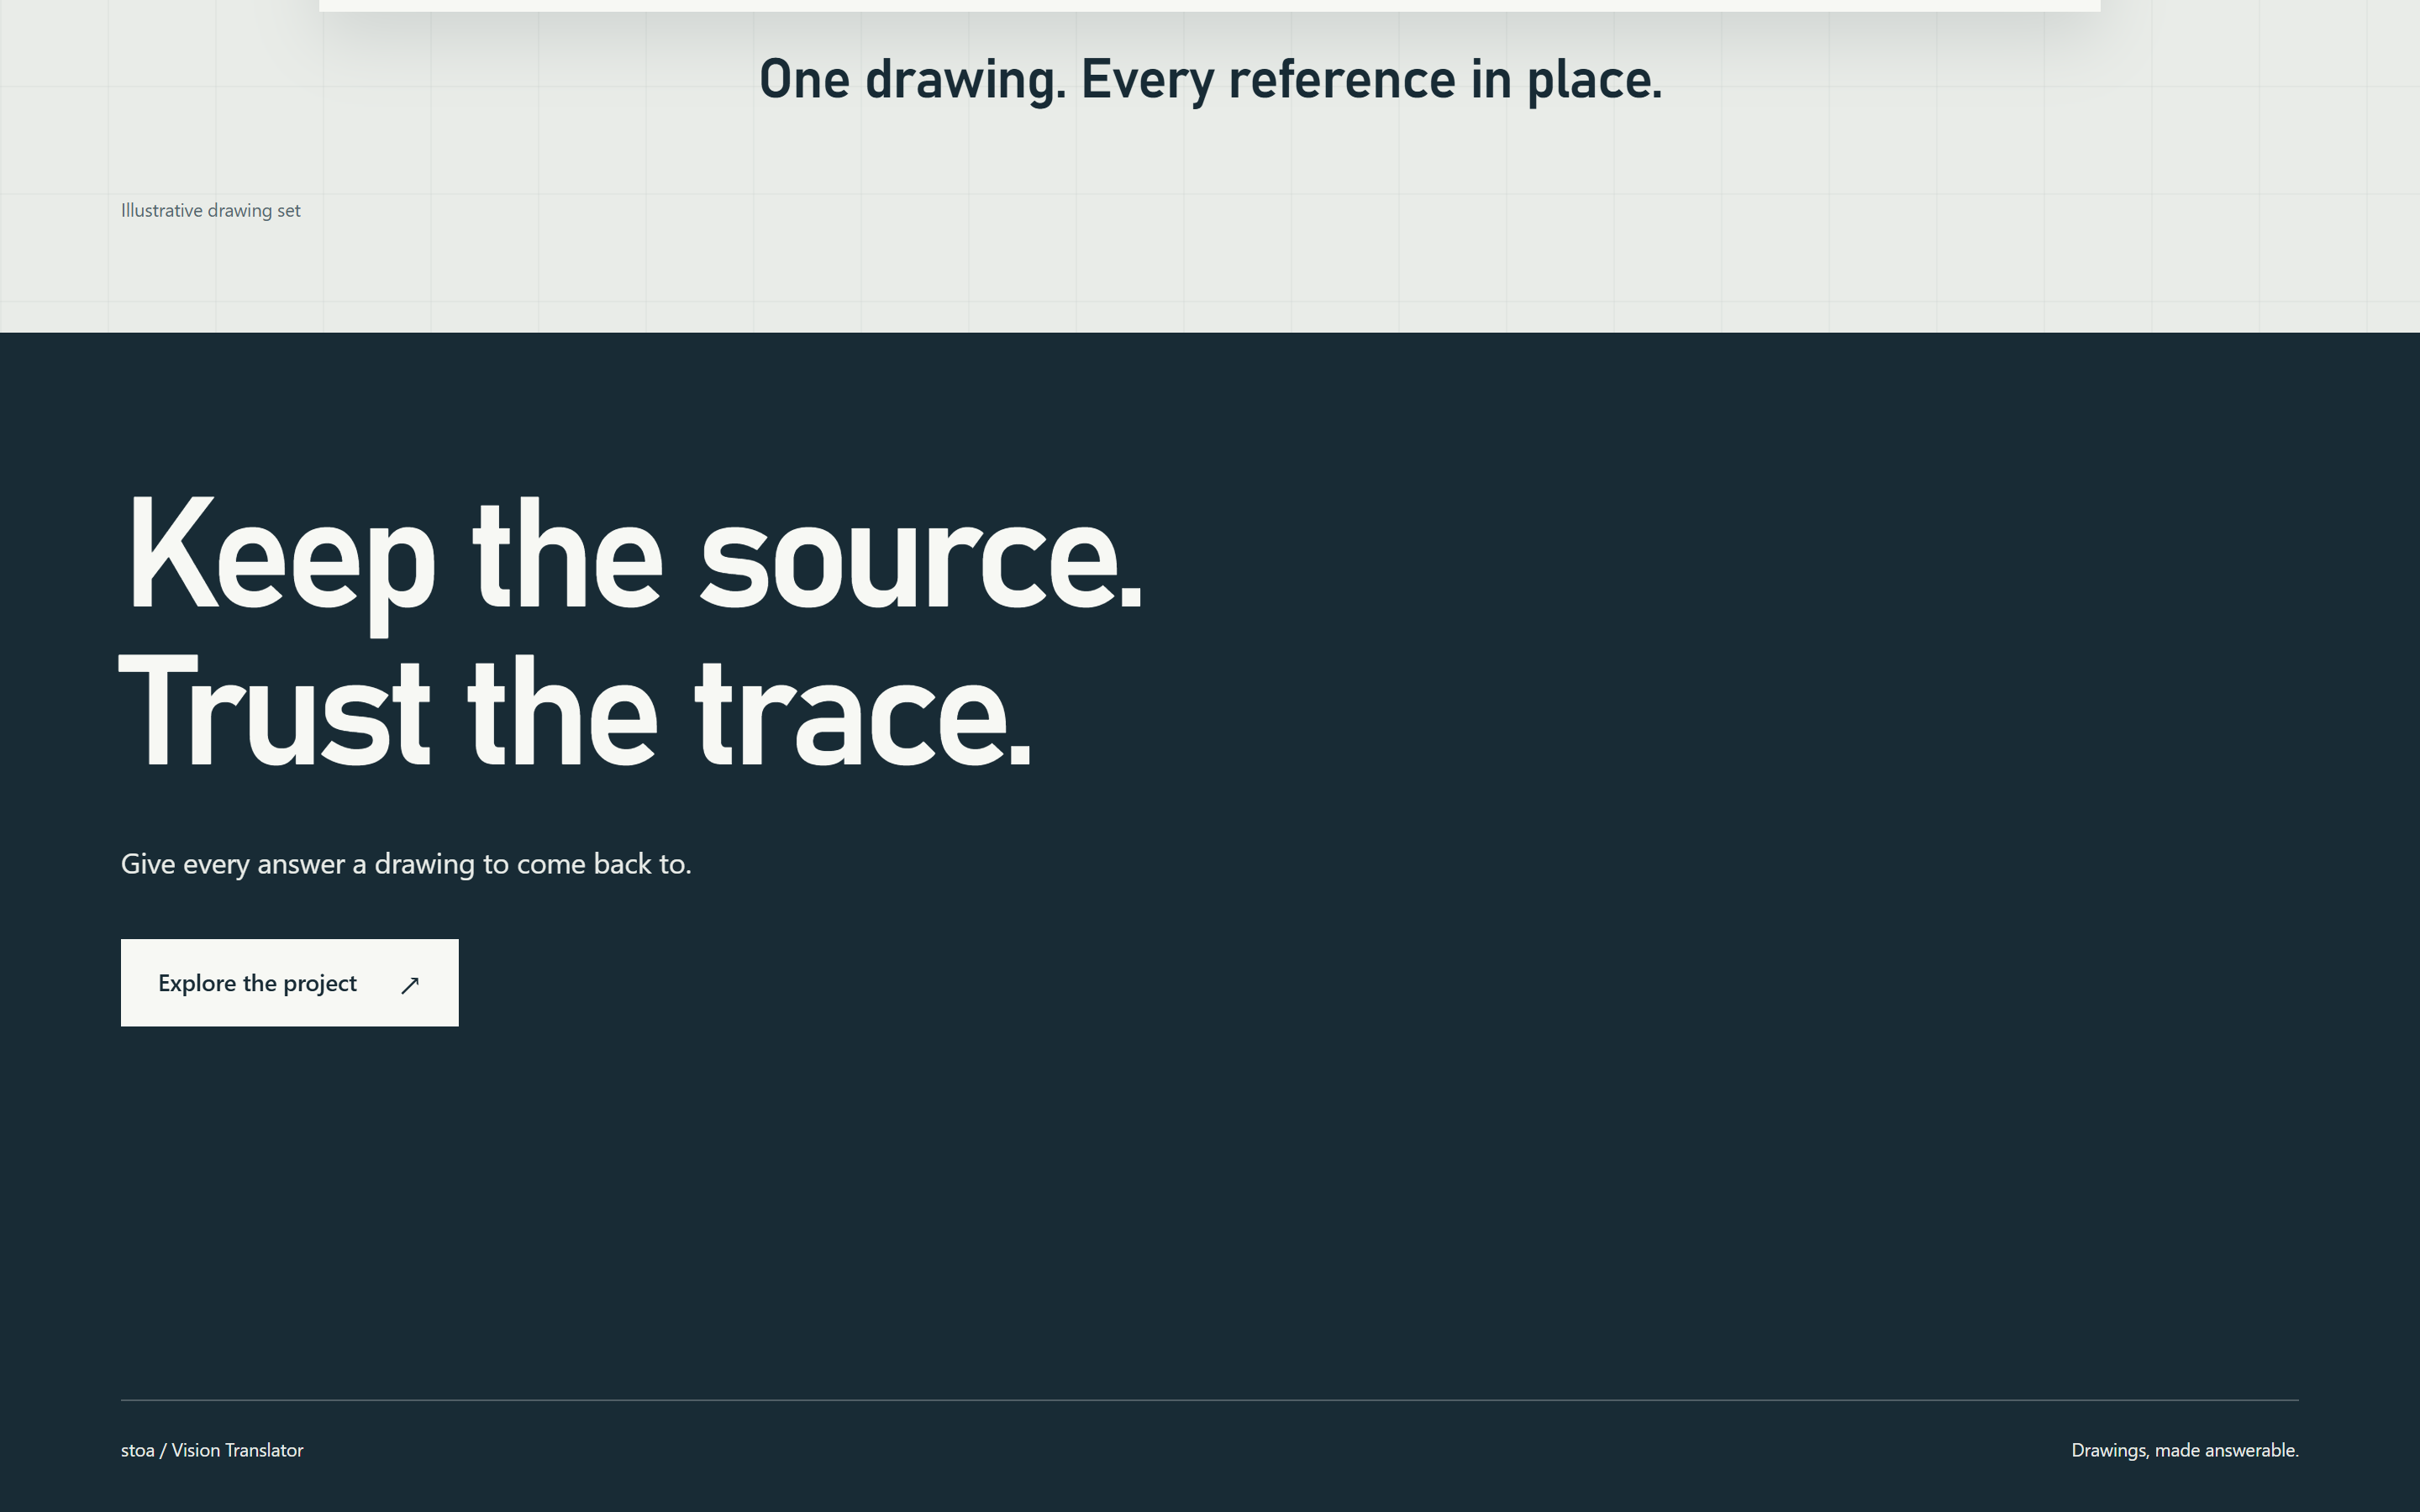 One drawing. Every reference in place.
Illustrative drawing set
Keep the source.
Trust the trace.
Give every answer a drawing to come back to.
Explore the project ↗
stoa / Vision Translator
Drawings, made answerable.